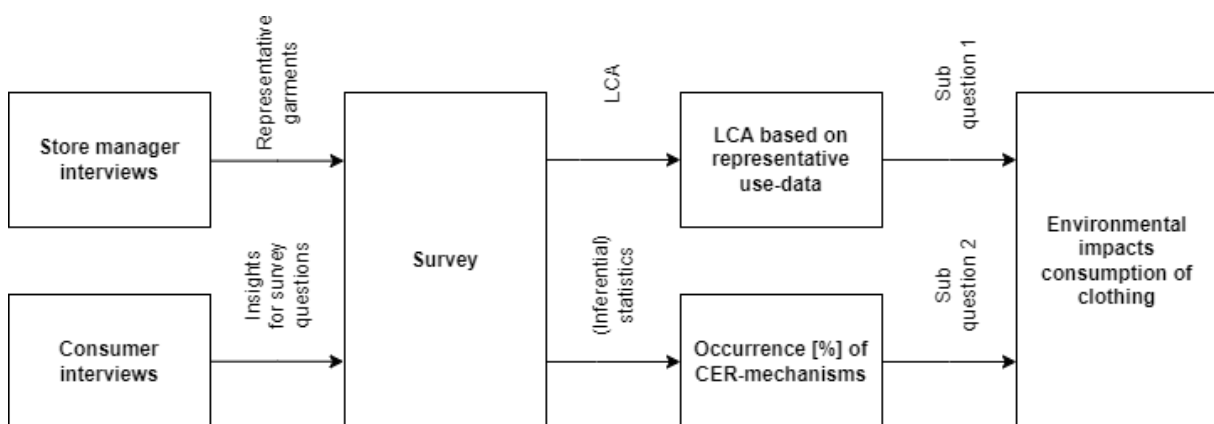 Store manager
interviews
Representative
garments
Consumer
interviews
Insights
for survey
questions
Survey
LCA
(Inferential)
statistics
LCA based on
representative
use-data
Occurrence [%] of
CER-mechanisms
Sub
question 1
Sub
question 2
Environmental
impacts
consumption of
clothing